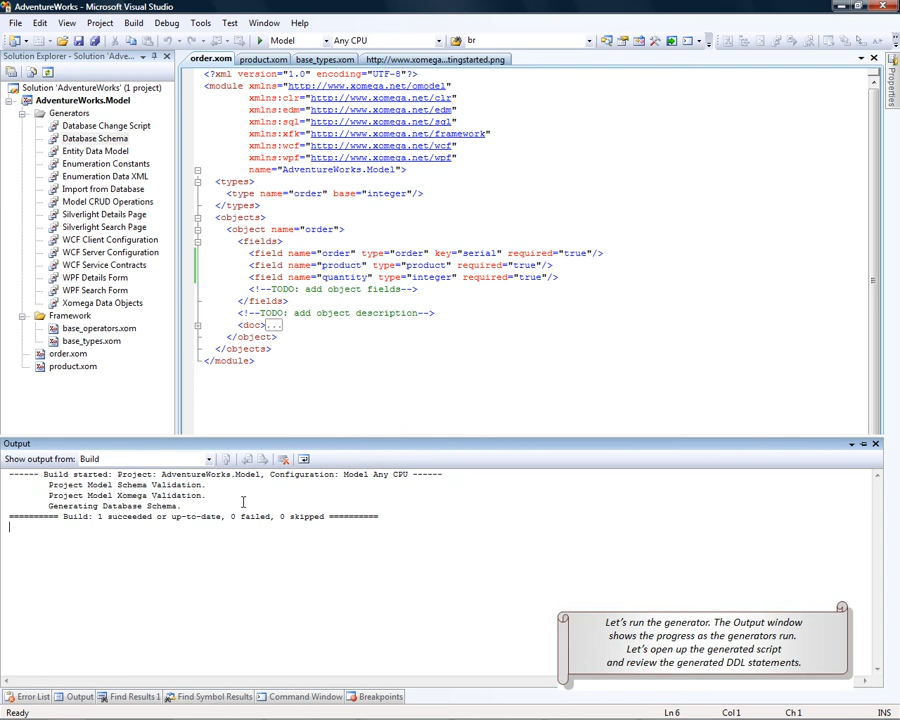 AdventureWorks - Microsoft Visual Studio
File Edit View Project Build Debug Tools Test Window Help
Model Any CPU br
Solution Explorer - Solution 'Adve...
order.xom product.xom base_types.xom http://www.xomega...tingstarted.png
Properties
Solution 'AdventureWorks' (1 project)
AdventureWorks.Model
Generators
Database Change Script
Database Schema
Entity Data Model
Enumeration Constants
Enumeration Data XML
Import from Database
Model CRUD Operations
Silverlight Details Page
Silverlight Search Page
WCF Client Configuration
WCF Server Configuration
WCF Service Contracts
WPF Details Form
WPF Search Form
Xomega Data Objects
Framework
base_operators.xom
base_types.xom
order.xom
product.xom
<?xml version="1.0" encoding="UTF-8"?>
<module xmlns="http://www.xomega.net/omodel"
xmlns:clr="http://www.xomega.net/clr"
xmlns:edm="http://www.xomega.net/edm"
xmlns:sql="http://www.xomega.net/sql"
xmlns:xfk="http://www.xomega.net/framework"
xmlns:wcf="http://www.xomega.net/wcf"
xmlns:wpf="http://www.xomega.net/wpf"
name="AdventureWorks.Model">
<types>
<type name="order" base="integer"/>
</types>
<objects>
<object name="order">
<fields>
<field name="order" type="order" key="serial" required="true"/>
<field name="product" type="product" required="true"/>
<field name="quantity" type="integer" required="true"/>
<!--TODO: add object fields-->
</fields>
<!--TODO: add object description-->
<doc>...
</object>
</objects>
</module>
Output
Show output from: Build
------ Build started: Project: AdventureWorks.Model, Configuration: Model Any CPU ------
Project Model Schema Validation.
Project Model Xomega Validation.
Generating Database Schema.
========== Build: 1 succeeded or up-to-date, 0 failed, 0 skipped ==========
Let's run the generator. The Output window
shows the progress as the generators run.
Let's open up the generated script
and review the generated DDL statements.
Error List Output Find Results 1 Find Symbol Results Command Window Breakpoints
Ln 6 Col 1 Ch 1 INS